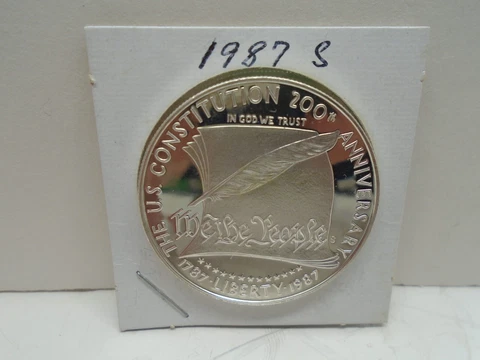 1987 S
THE U.S. CONSTITUTION 200TH ANNIVERSARY
IN GOD WE TRUST
We the People
S
1787 · LIBERTY · 1987